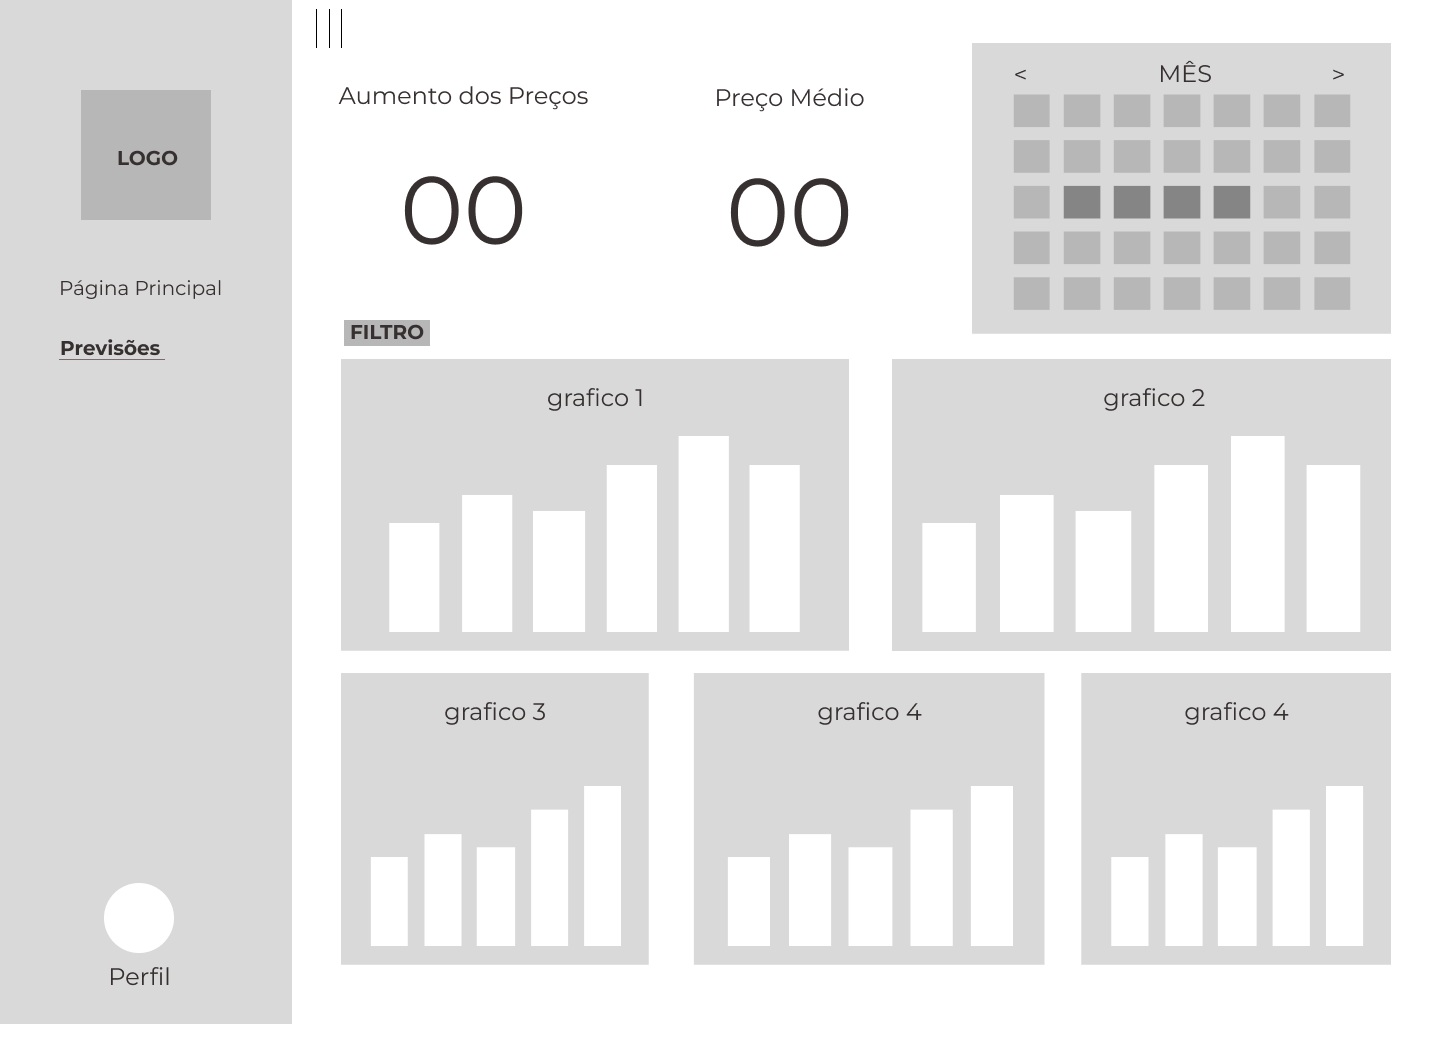 LOGO
Página Principal
Previsões
Perfil
Aumento dos Preços
00
Preço Médio
00
< MÊS >
FILTRO
grafico 1
grafico 2
grafico 3
grafico 4
grafico 4